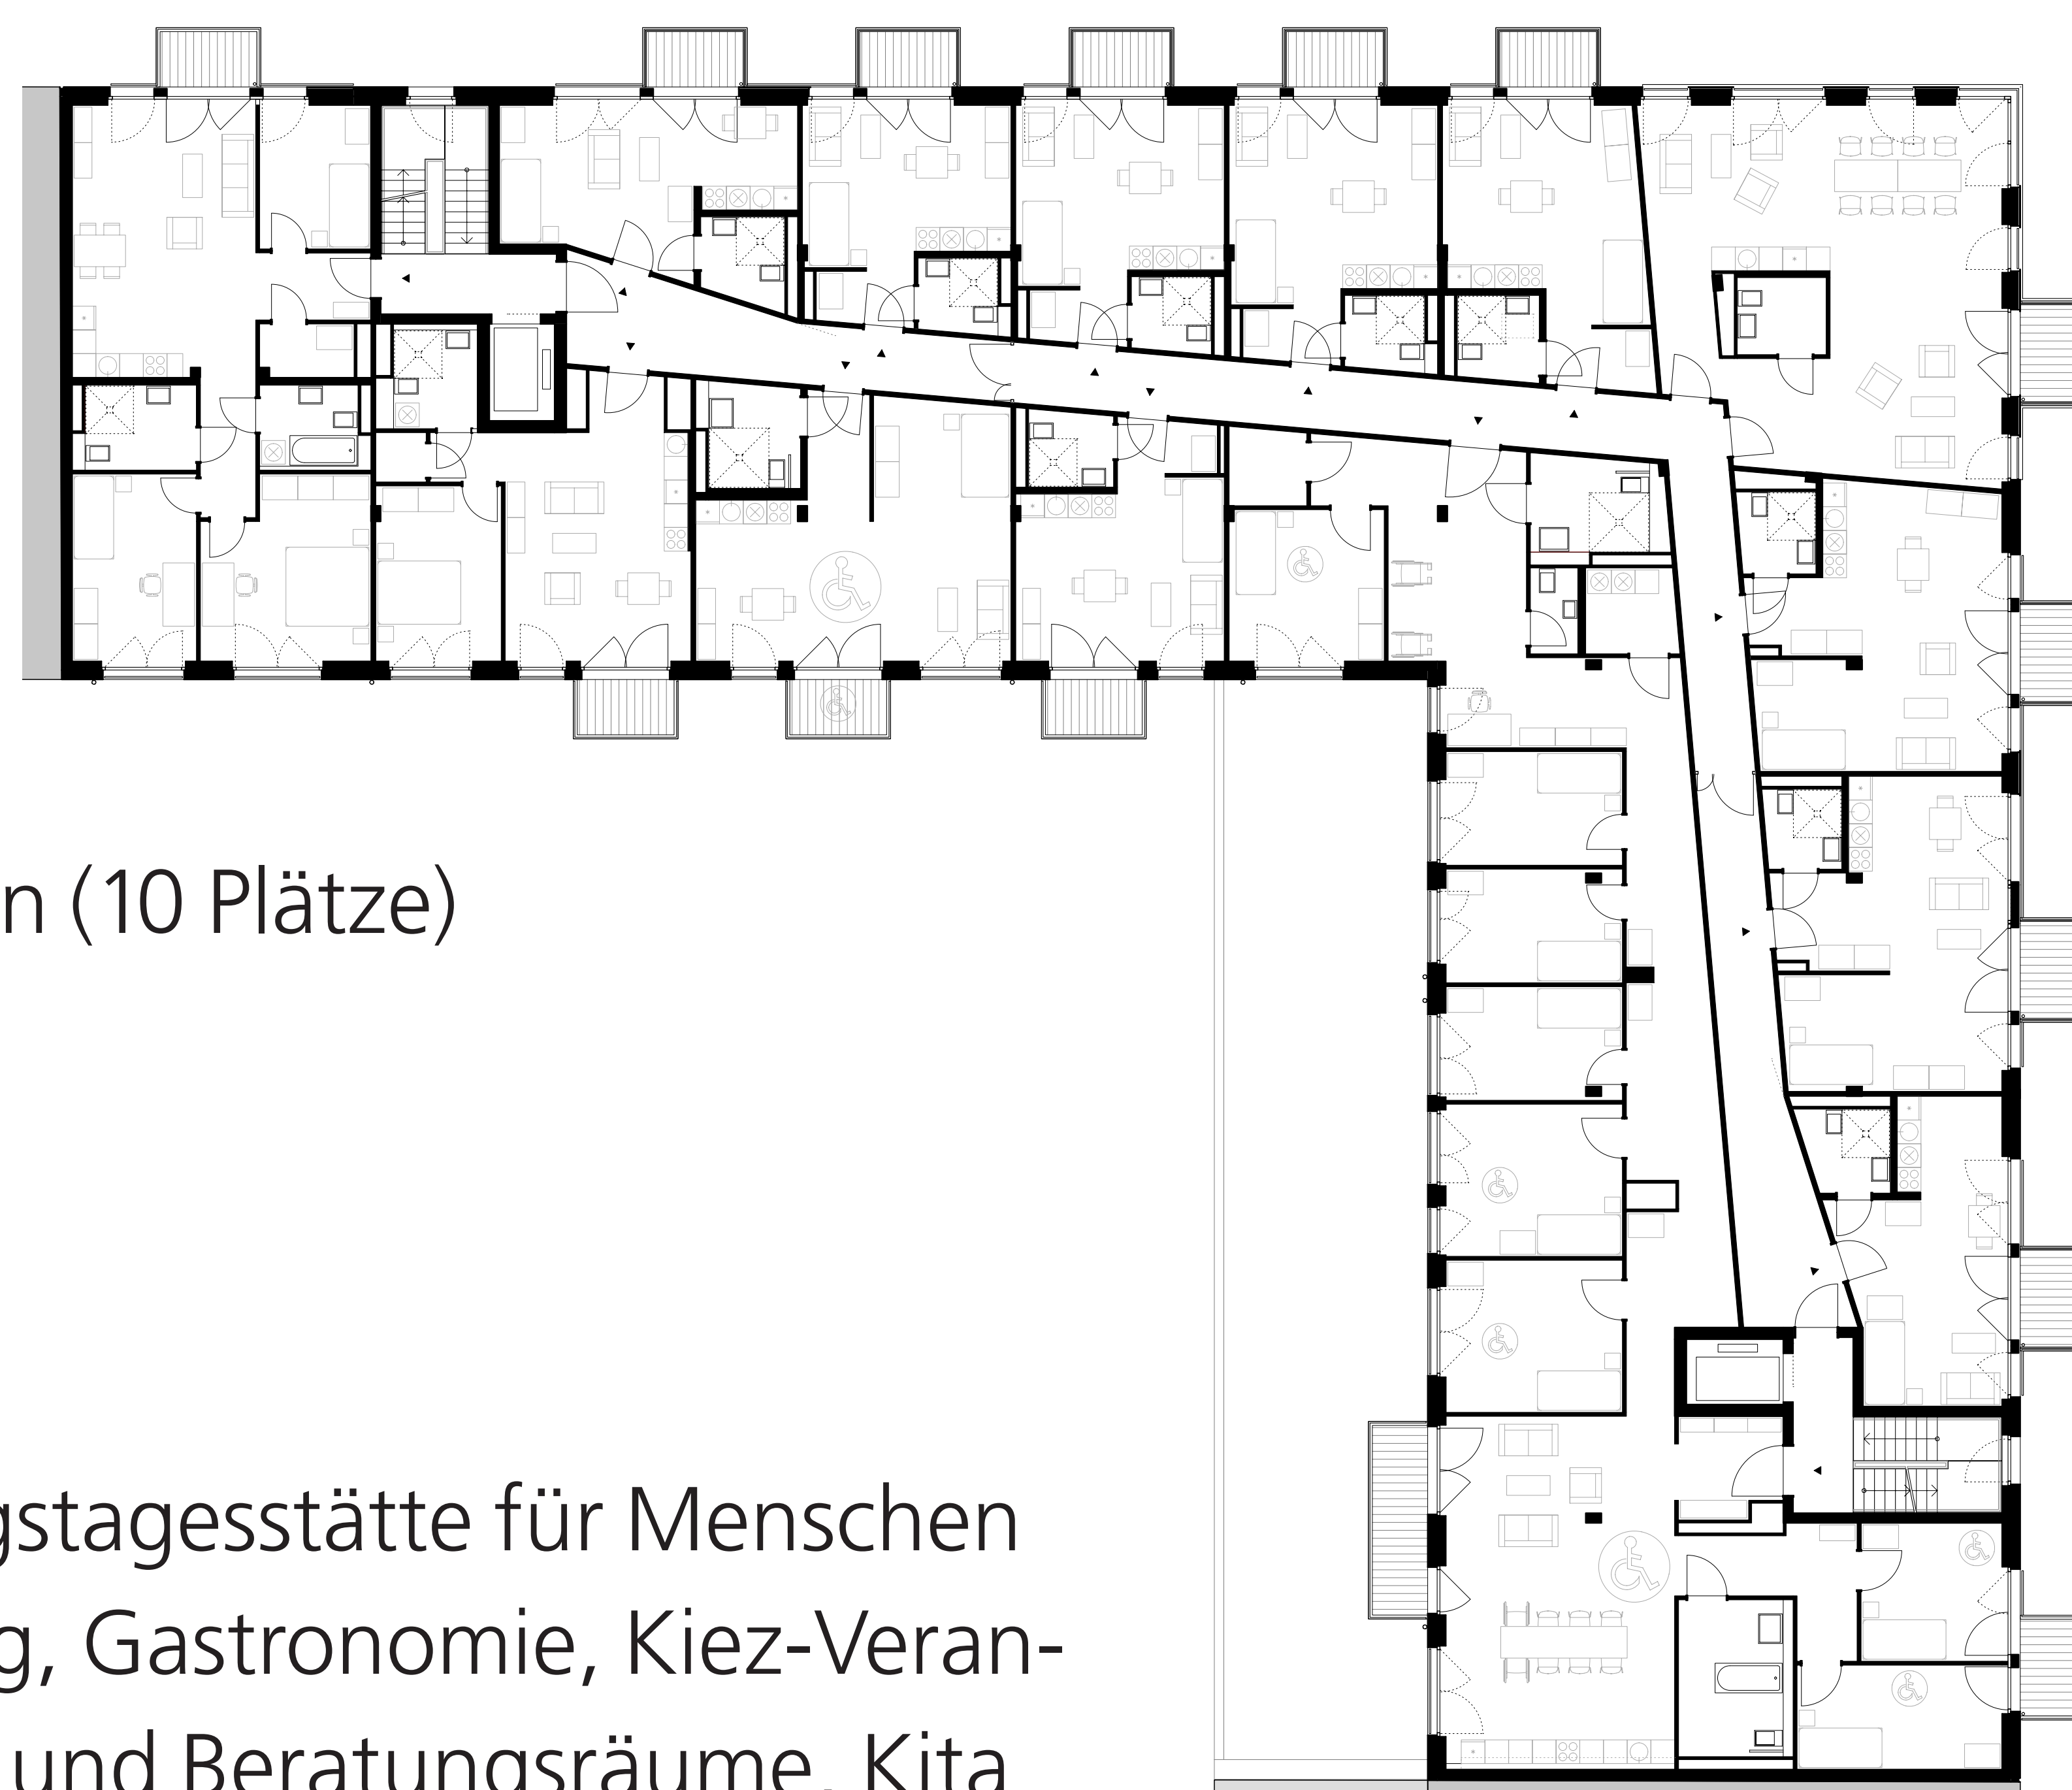 n (10 Plätze)
gstagesstätte für Menschen
g, Gastronomie, Kiez-Veran-
und Beratungsräume, Kita